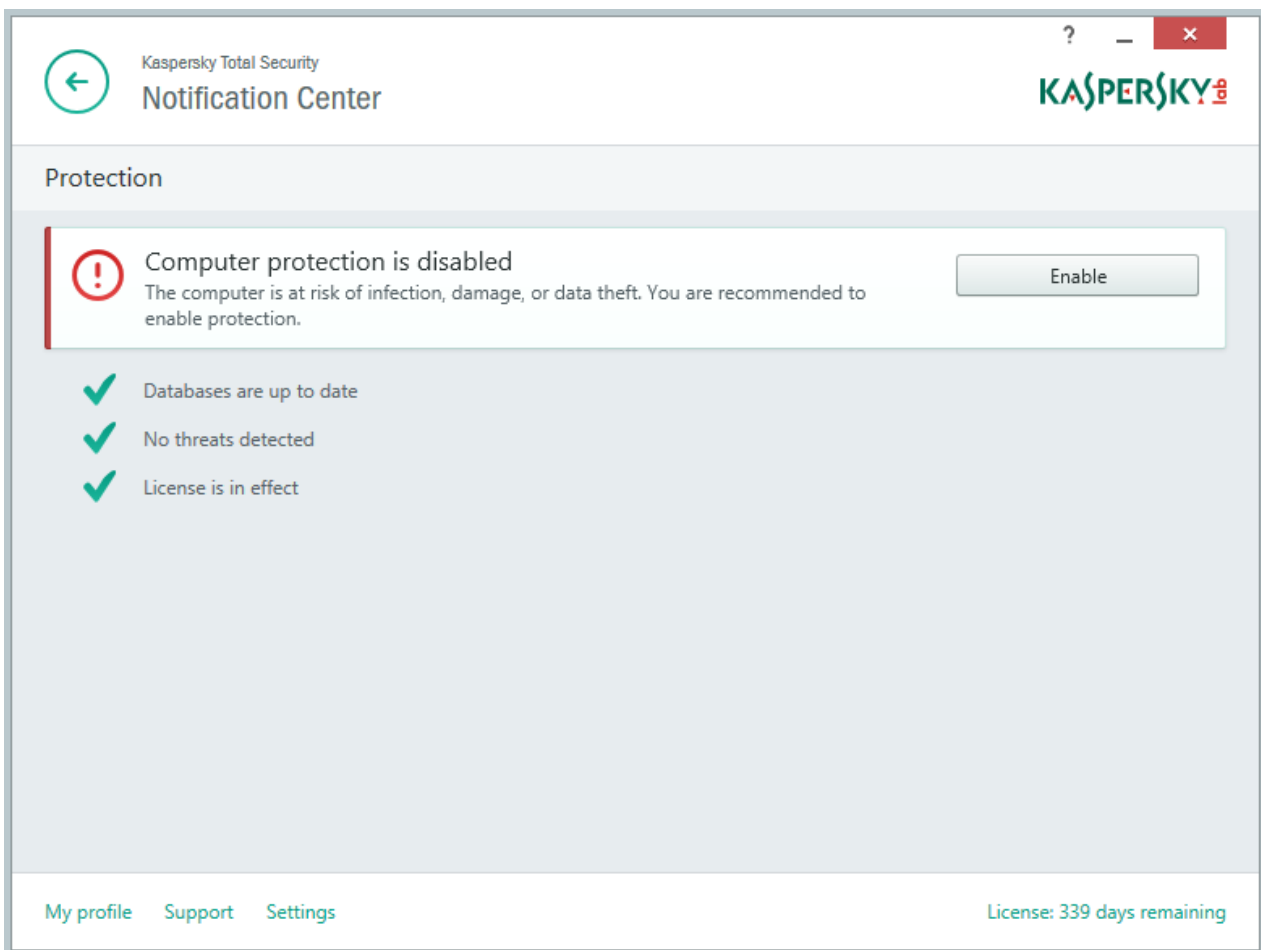 ?
Kaspersky Total Security
Notification Center
KASPERSKY lab
Protection
Computer protection is disabled
The computer is at risk of infection, damage, or data theft. You are recommended to
enable protection.
Enable
Databases are up to date
No threats detected
License is in effect
My profile Support Settings
License: 339 days remaining